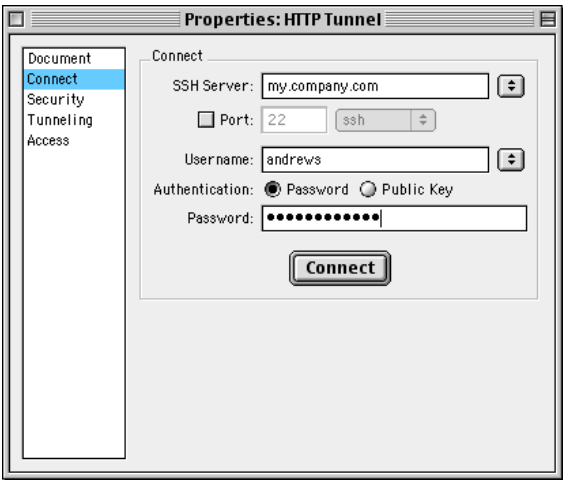 Properties: HTTP Tunnel
Document
Connect
Security
Tunneling
Access
Connect
SSH Server: my.company.com
Port: 22 ssh
Username: andrews
Authentication: Password Public Key
Password: ●●●●●●●●●●●●
Connect